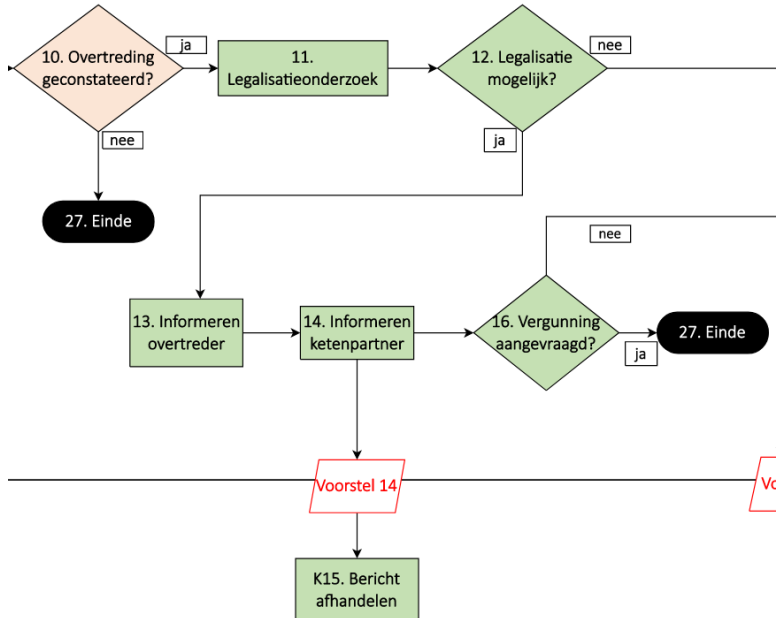 10. Overtreding
geconstateerd?
ja
11.
Legalisatieonderzoek
12. Legalisatie
mogelijk?
nee
nee
ja
27. Einde
nee
13. Informeren
overtreder
14. Informeren
ketenpartner
16. Vergunning
aangevraagd?
27. Einde
ja
Voorstel 14
Vo
K15. Bericht
afhandelen